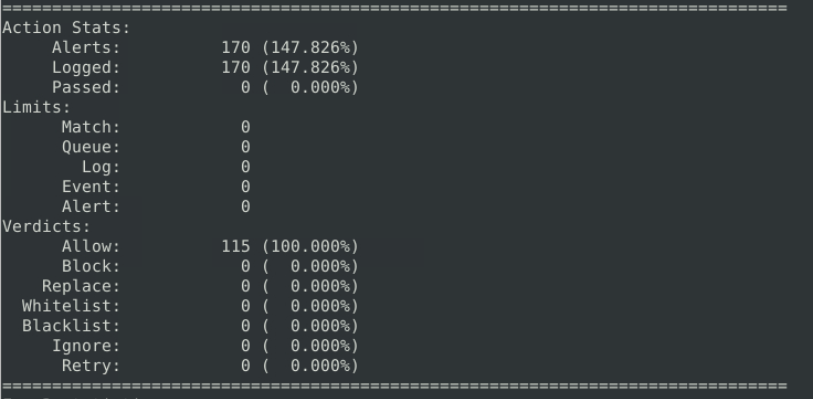 ===============================================================================
Action Stats:
     Alerts:          170 (147.826%)
     Logged:          170 (147.826%)
     Passed:            0 (  0.000%)
Limits:
      Match:            0
      Queue:            0
        Log:            0
      Event:            0
      Alert:            0
Verdicts:
      Allow:          115 (100.000%)
      Block:            0 (  0.000%)
    Replace:            0 (  0.000%)
  Whitelist:            0 (  0.000%)
  Blacklist:            0 (  0.000%)
     Ignore:            0 (  0.000%)
      Retry:            0 (  0.000%)
===============================================================================